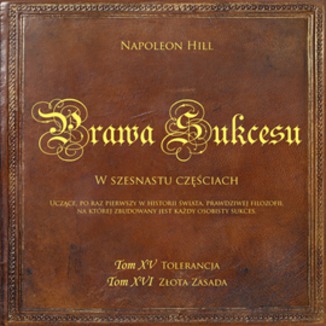 Napoleon Hill
Prawa Sukcesu
W szesnastu częściach
Uczące, po raz pierwszy w historii świata, prawdziwej filozofii,
na której zbudowany jest każdy osobisty sukces.
Tom XV Tolerancja
Tom XVI Złota Zasada